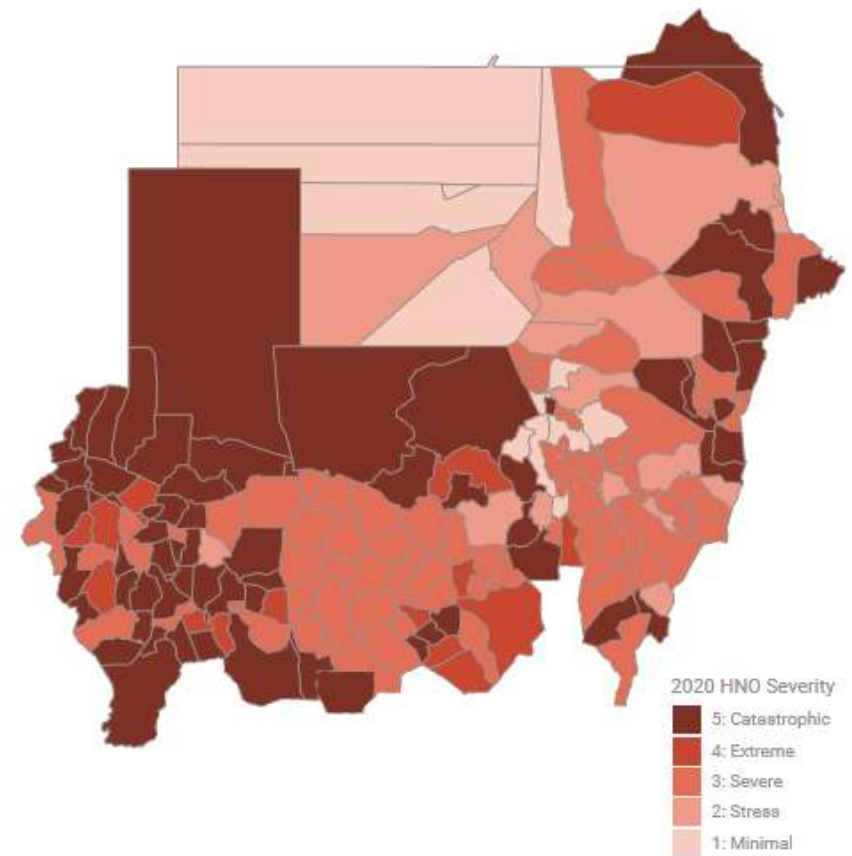 2020 HNO Severity
5: Catastrophic
4: Extreme
3: Severe
2: Stress
1: Minimal